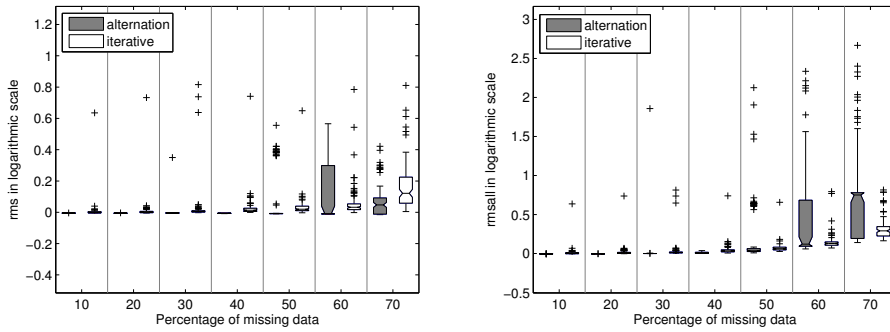 1.2
1
0.8
0.6
0.4
0.2
0
−0.2
−0.4
rms in logarithmic scale
alternation
iterative
10 20 30 40 50 60 70
Percentage of missing data
3
2.5
2
1.5
1
0.5
0
−0.5
rmsall in logarithmic scale
alternation
iterative
10 20 30 40 50 60 70
Percentage of missing data